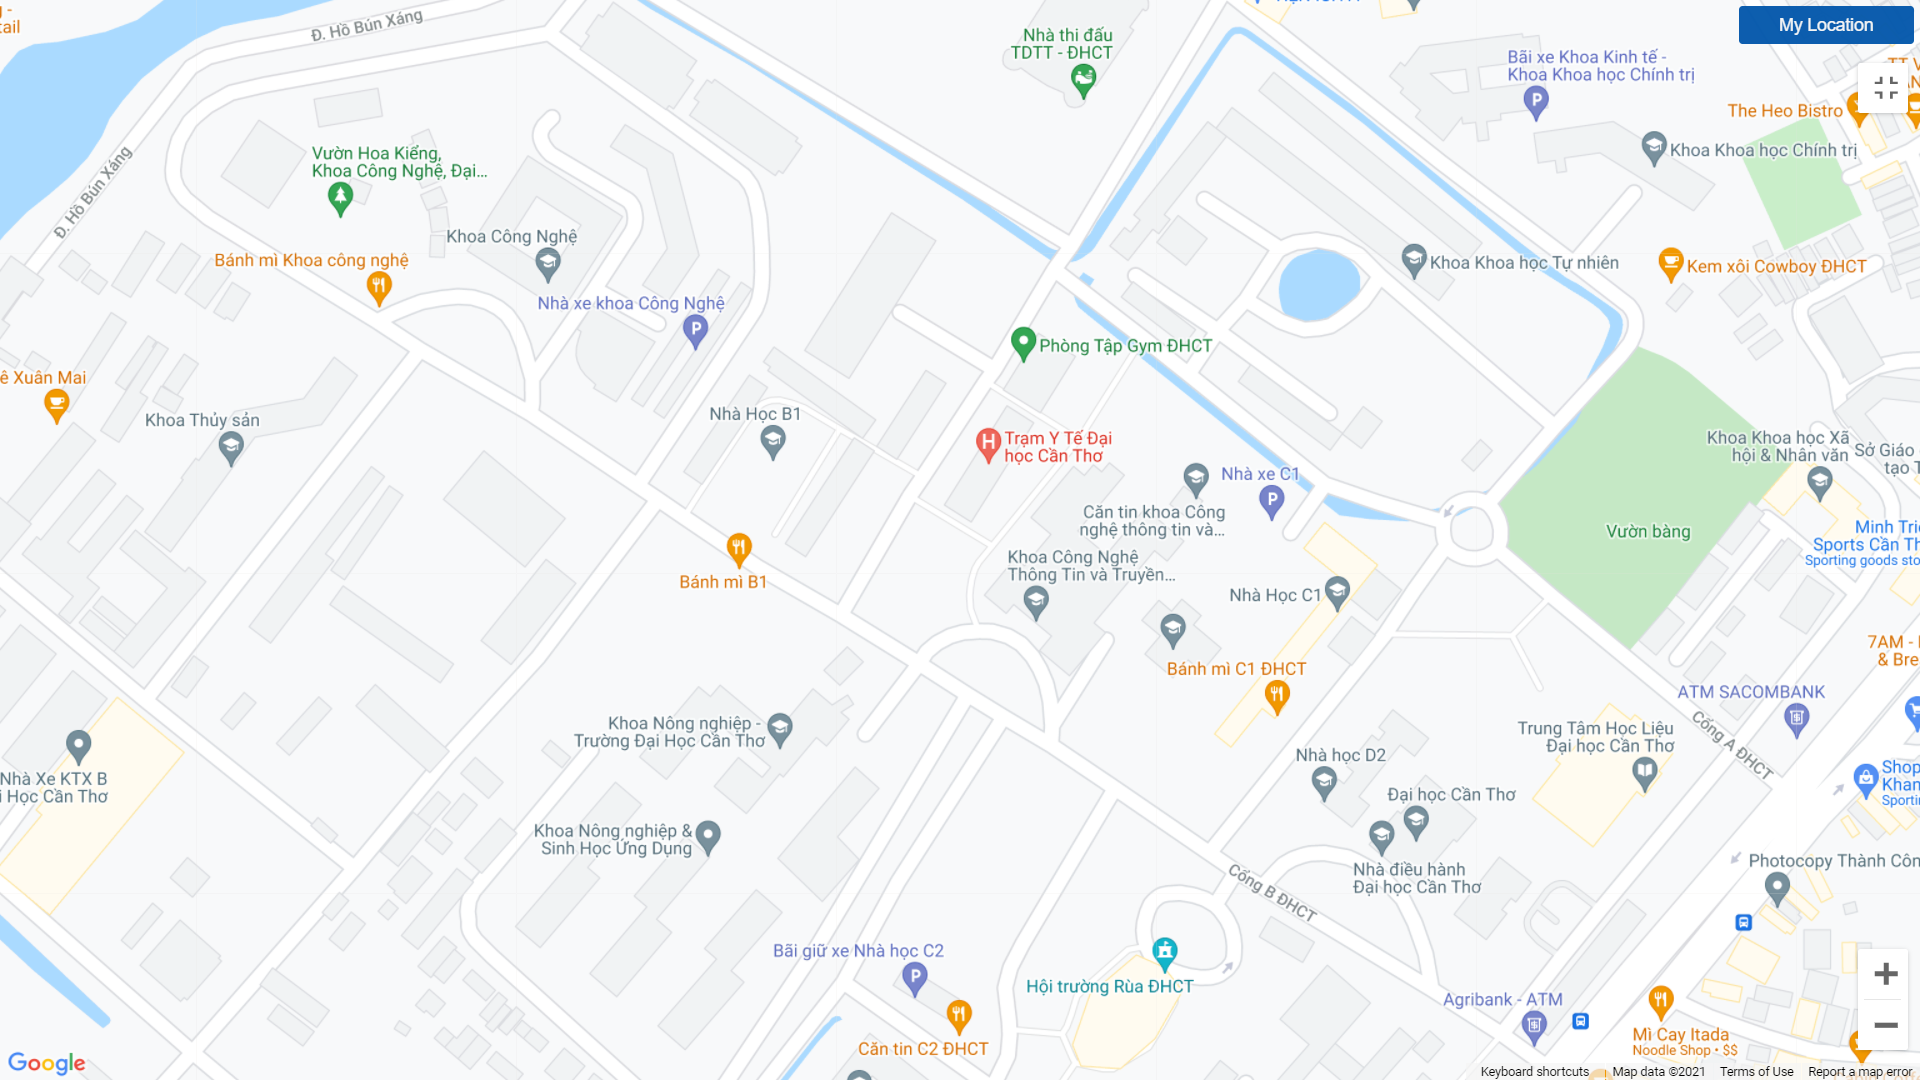 My Location
Đ. Hồ Bún Xáng
Nhà thi đấu
TDTT - ĐHCT
Bãi xe Khoa Kinh tế -
Khoa Khoa học Chính trị
The Heo Bistro
Khoa Khoa học Chính trị
Vườn Hoa Kiểng,
Khoa Công Nghệ, Đại...
Đ. Hồ Bún Xáng
Khoa Công Nghệ
Bánh mì Khoa công nghệ
Khoa Khoa học Tự nhiên
Kem xôi Cowboy ĐHCT
Nhà xe khoa Công Nghệ
Phòng Tập Gym ĐHCT
ê Xuân Mai
Khoa Thủy sản
Nhà Học B1
Trạm Y Tế Đại
học Cần Thơ
Khoa Khoa học Xã
hội & Nhân văn
Sở Giáo
tạo T
Nhà xe C1
Căn tin khoa Công
nghệ thông tin và...
Vườn bàng
Minh Tri
Sports Cần Th
Sporting goods sto
Khoa Công Nghệ
Thông Tin và Truyền...
Bánh mì B1
Nhà Học C1
7AM -
& Bre
Bánh mì C1 ĐHCT
ATM SACOMBANK
Cổng A ĐHCT
Khoa Nông nghiệp -
Trường Đại Học Cần Thơ
Trung Tâm Học Liệu
Đại học Cần Thơ
Nhà học D2
Nhà Xe KTX B
i Học Cần Thơ
Shop
Khan
Sporti
Đại học Cần Thơ
Khoa Nông nghiệp &
Sinh Học Ứng Dụng
Nhà điều hành
Đại học Cần Thơ
Cổng B ĐHCT
Photocopy Thành Côn
Bãi giữ xe Nhà học C2
Hội trường Rùa ĐHCT
Agribank - ATM
Mì Cay Itada
Noodle Shop • $$
Căn tin C2 ĐHCT
Google
Keyboard shortcuts
Map data ©2021
Terms of Use
Report a map error